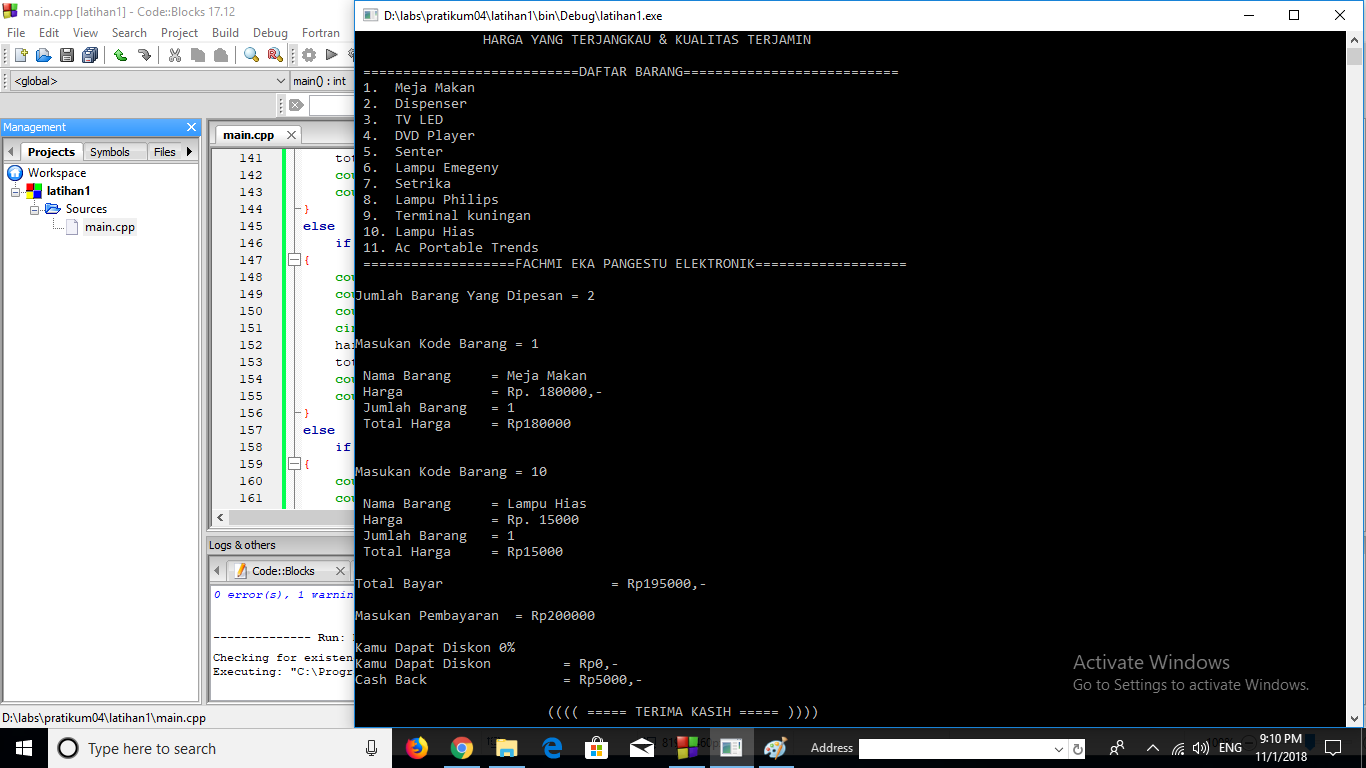 main.cpp [latihan1] - Code::Blocks 17.12
File Edit View Search Project Build Debug Fortran
<global>
main() : int
Management
Projects Symbols Files
Workspace
latihan1
Sources
main.cpp
main.cpp
141 tot
142 cou
143 cou
144 }
145 else
146 if
147 {
148 cou
149 cou
150 cou
151 cin
152 har
153 tot
154 cou
155 cou
156 }
157 else
158 if
159 {
160 cou
161 cou
Logs & others
Code::Blocks
0 error(s), 1 warnin
-------------- Run:
Checking for existen
Executing: "C:\Progr
D:\labs\pratikum04\latihan1\main.cpp
D:\labs\pratikum04\latihan1\bin\Debug\latihan1.exe
HARGA YANG TERJANGKAU & KUALITAS TERJAMIN
===========================DAFTAR BARANG===========================
1. Meja Makan
2. Dispenser
3. TV LED
4. DVD Player
5. Senter
6. Lampu Emegeny
7. Setrika
8. Lampu Philips
9. Terminal kuningan
10. Lampu Hias
11. Ac Portable Trends
===================FACHMI EKA PANGESTU ELEKTRONIK===================
Jumlah Barang Yang Dipesan = 2
Masukan Kode Barang = 1
Nama Barang = Meja Makan
Harga = Rp. 180000,-
Jumlah Barang = 1
Total Harga = Rp180000
Masukan Kode Barang = 10
Nama Barang = Lampu Hias
Harga = Rp. 15000
Jumlah Barang = 1
Total Harga = Rp15000
Total Bayar = Rp195000,-
Masukan Pembayaran = Rp200000
Kamu Dapat Diskon 0%
Kamu Dapat Diskon = Rp0,-
Cash Back = Rp5000,-
(((( ===== TERIMA KASIH ===== ))))
Activate Windows
Go to Settings to activate Windows.
Type here to search
Address
ENG
9:10 PM
11/1/2018